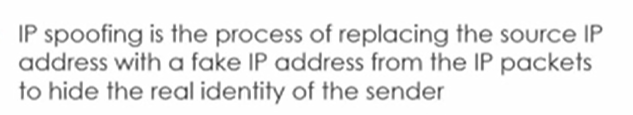 IP spoofing is the process of replacing the source IP
address with a fake IP address from the IP packets
to hide the real identity of the sender